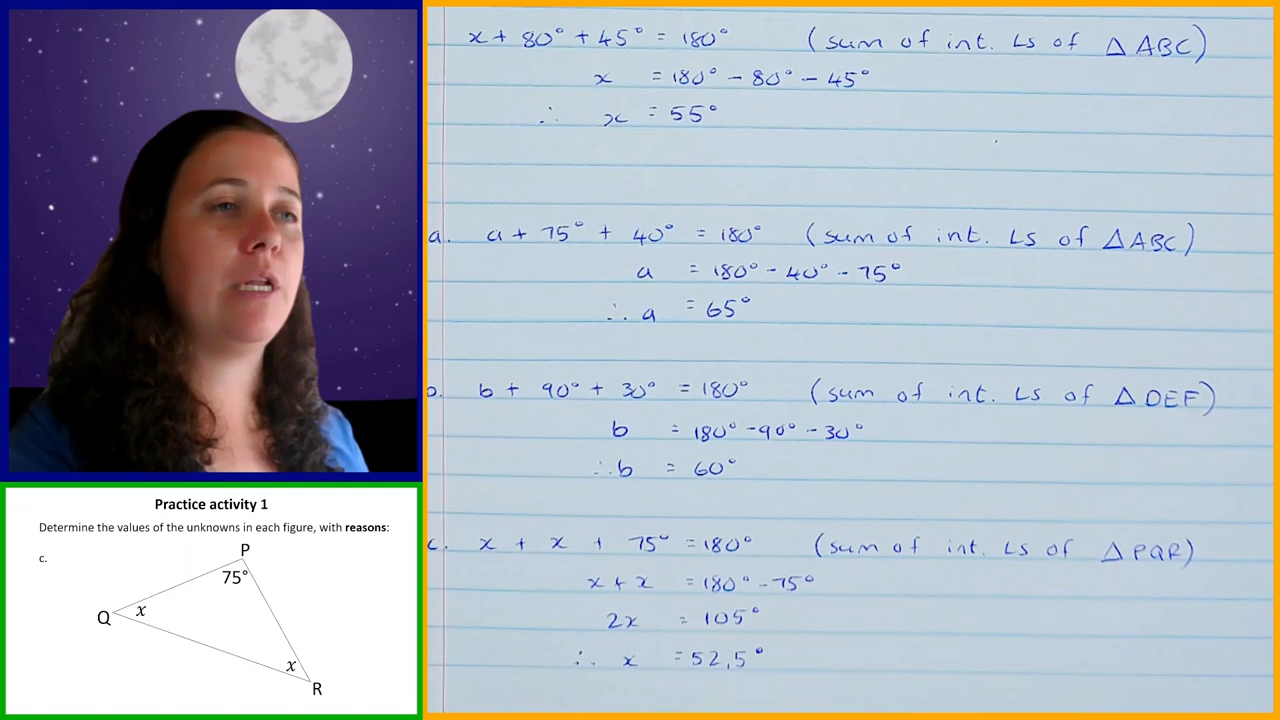 x + 80° + 45° = 180° (sum of int. ∠s of △ABC)
x = 180° - 80° - 45°
∴ x = 55°
a. a + 75° + 40° = 180° (sum of int. ∠s of △ABC)
a = 180° - 40° - 75°
∴ a = 65°
b. b + 90° + 30° = 180° (sum of int. ∠s of △DEF)
b = 180° - 90° - 30°
∴ b = 60°
c. x + x + 75° = 180° (sum of int. ∠s of △PQR)
x + x = 180° - 75°
2x = 105°
∴ x = 52,5°
Practice activity 1
Determine the values of the unknowns in each figure, with reasons:
c.
P
75°
Q x
x
R